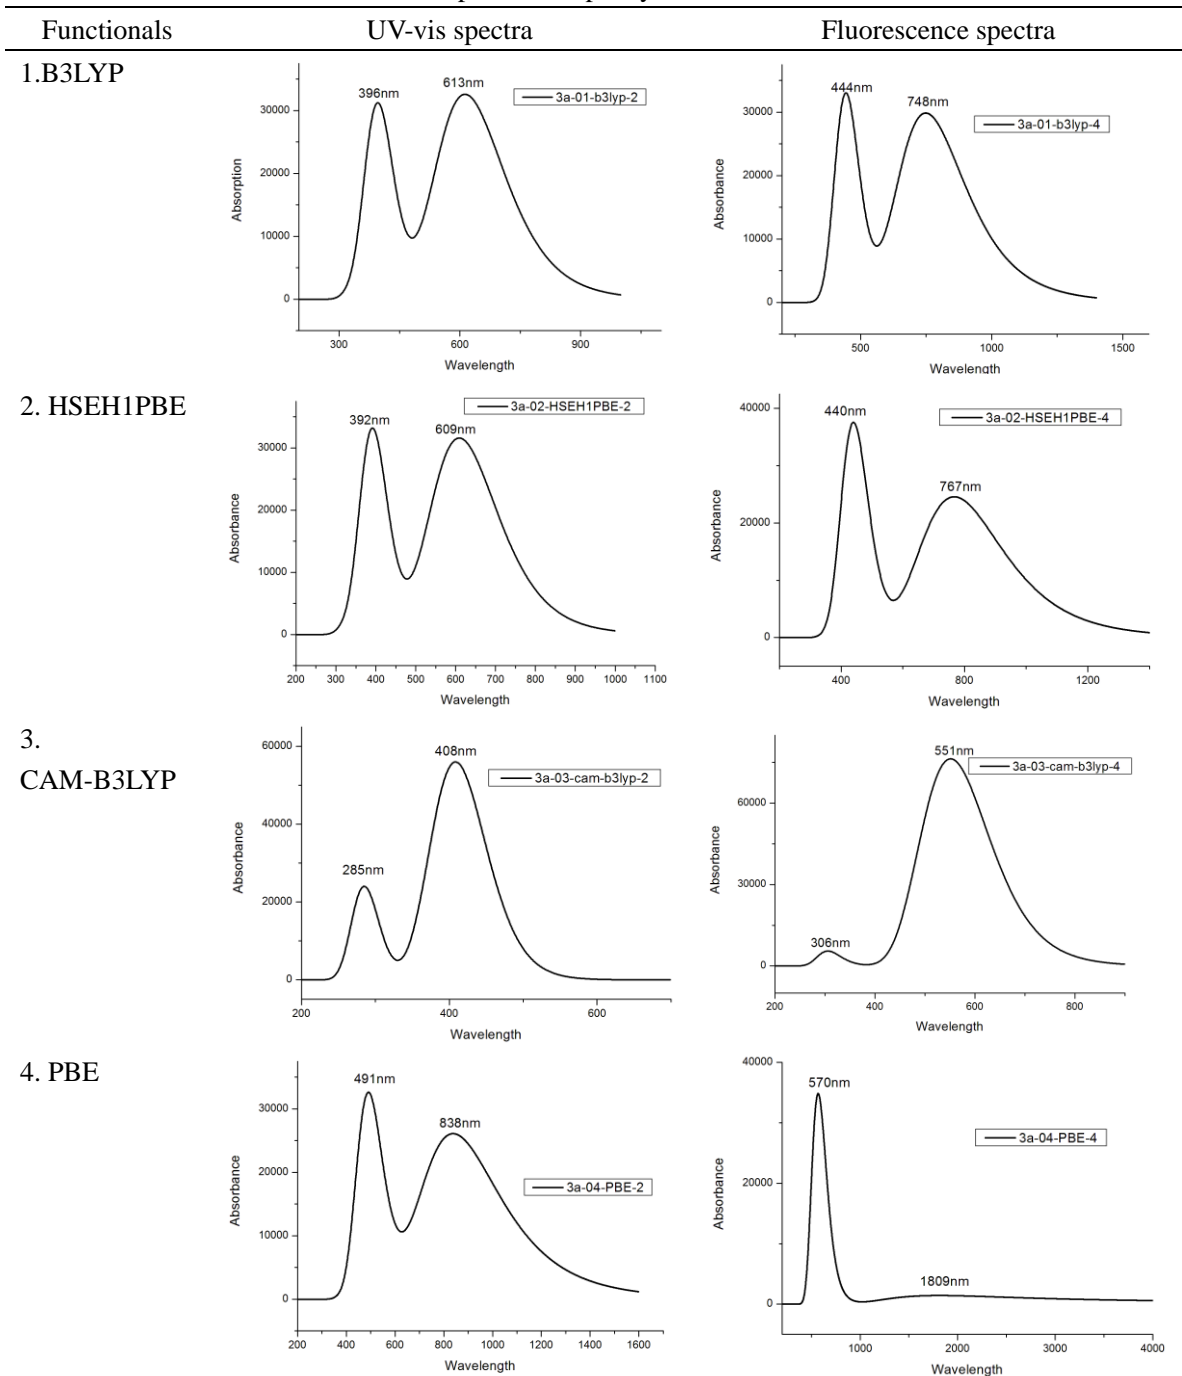 Functionals UV-vis spectra Fluorescence spectra
1.B3LYP
396nm
613nm
3a-01-b3lyp-2
30000
20000
10000
0
Absorption
300 600 900
Wavelength
444nm
748nm
3a-01-b3lyp-4
30000
20000
10000
0
Absorbance
500 1000 1500
Wavelength
2. HSEH1PBE
3a-02-HSEH1PBE-2
392nm
609nm
30000
20000
10000
0
Absorbance
200 300 400 500 600 700 800 900 1000 1100
Wavelength
440nm
767nm
3a-02-HSEH1PBE-4
40000
20000
0
Absorbance
400 800 1200
Wavelength
3.
CAM-B3LYP
408nm
285nm
3a-03-cam-b3lyp-2
60000
40000
20000
0
Absorbance
200 400 600
Wavelength
551nm
306nm
3a-03-cam-b3lyp-4
60000
30000
0
Absorbance
200 400 600 800
Wavelength
4. PBE
491nm
838nm
3a-04-PBE-2
30000
20000
10000
0
Absorbance
200 400 600 800 1000 1200 1400 1600
Wavelength
570nm
1809nm
3a-04-PBE-4
40000
20000
0
Absorbance
1000 2000 3000 4000
Wavelength